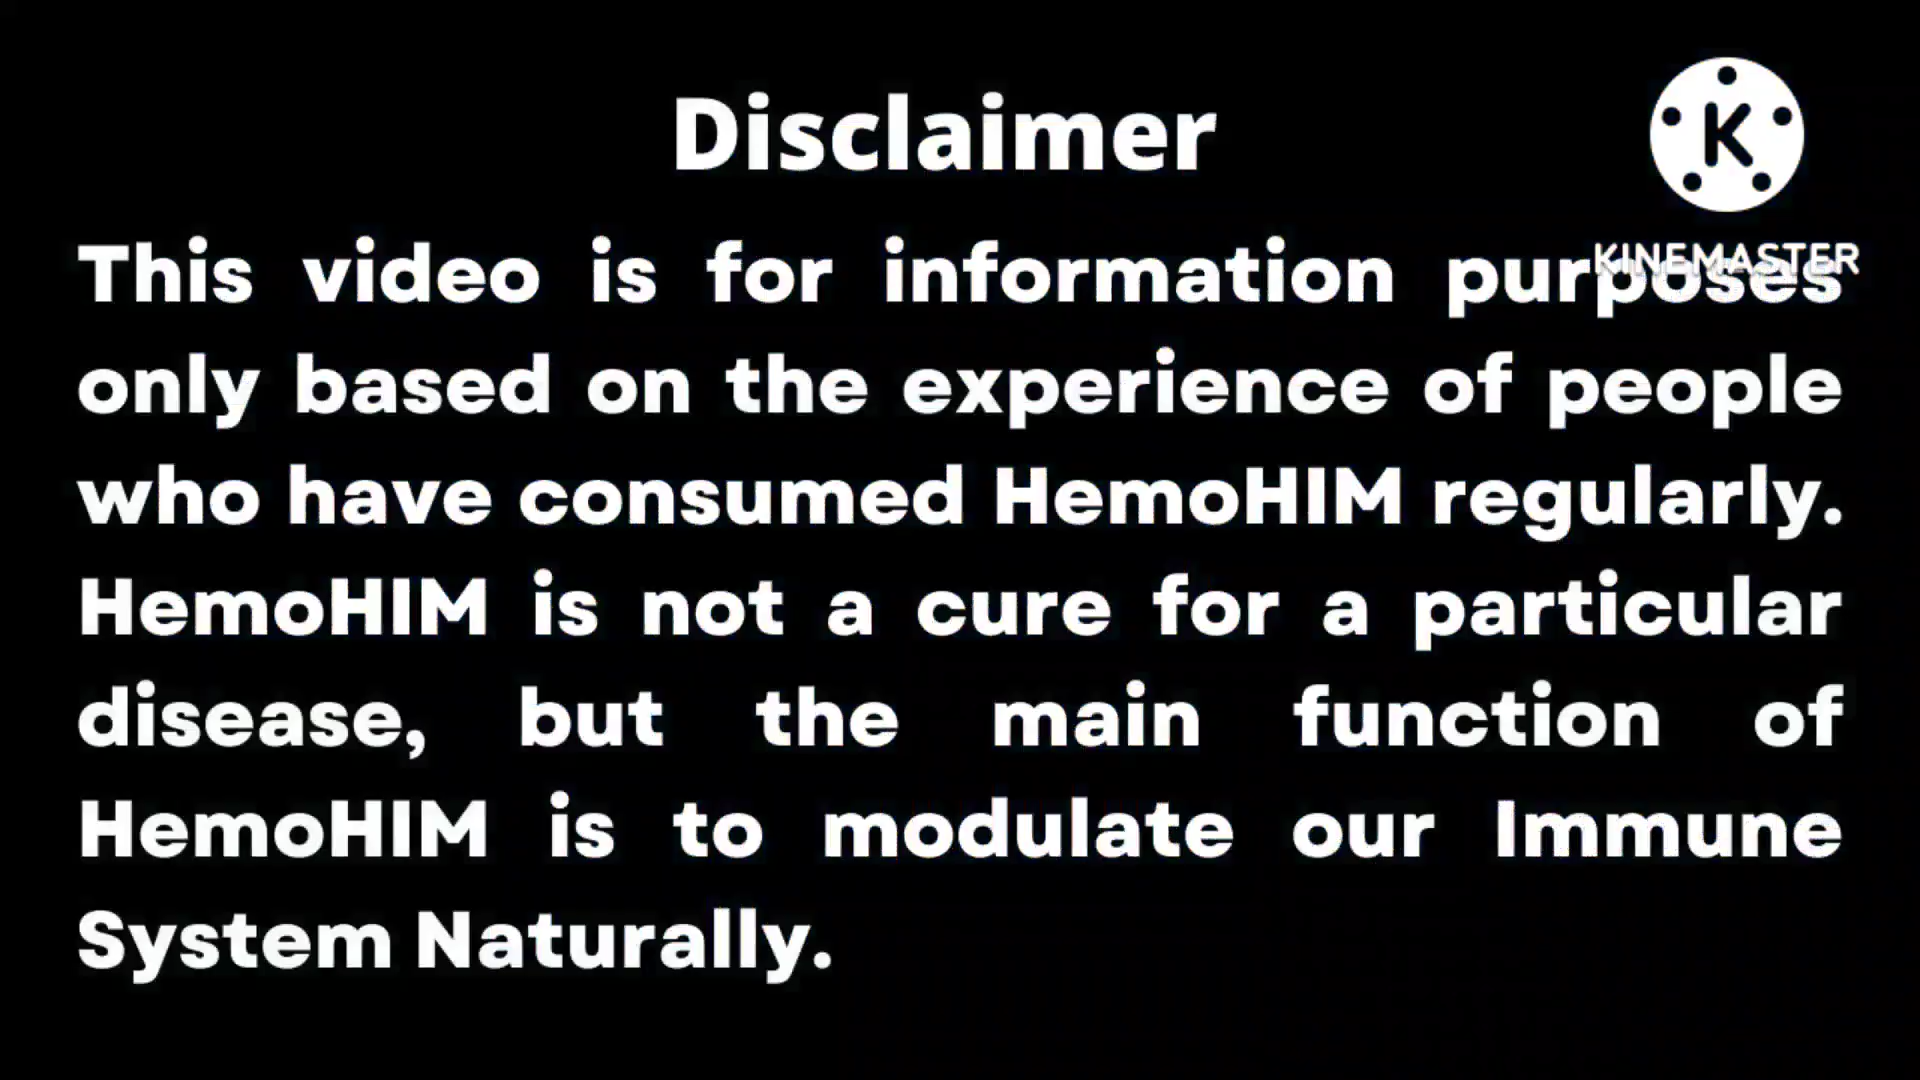 Disclaimer
KINEMASTER
This video is for information purposes
only based on the experience of people
who have consumed HemoHIM regularly.
HemoHIM is not a cure for a particular
disease, but the main function of
HemoHIM is to modulate our Immune
System Naturally.